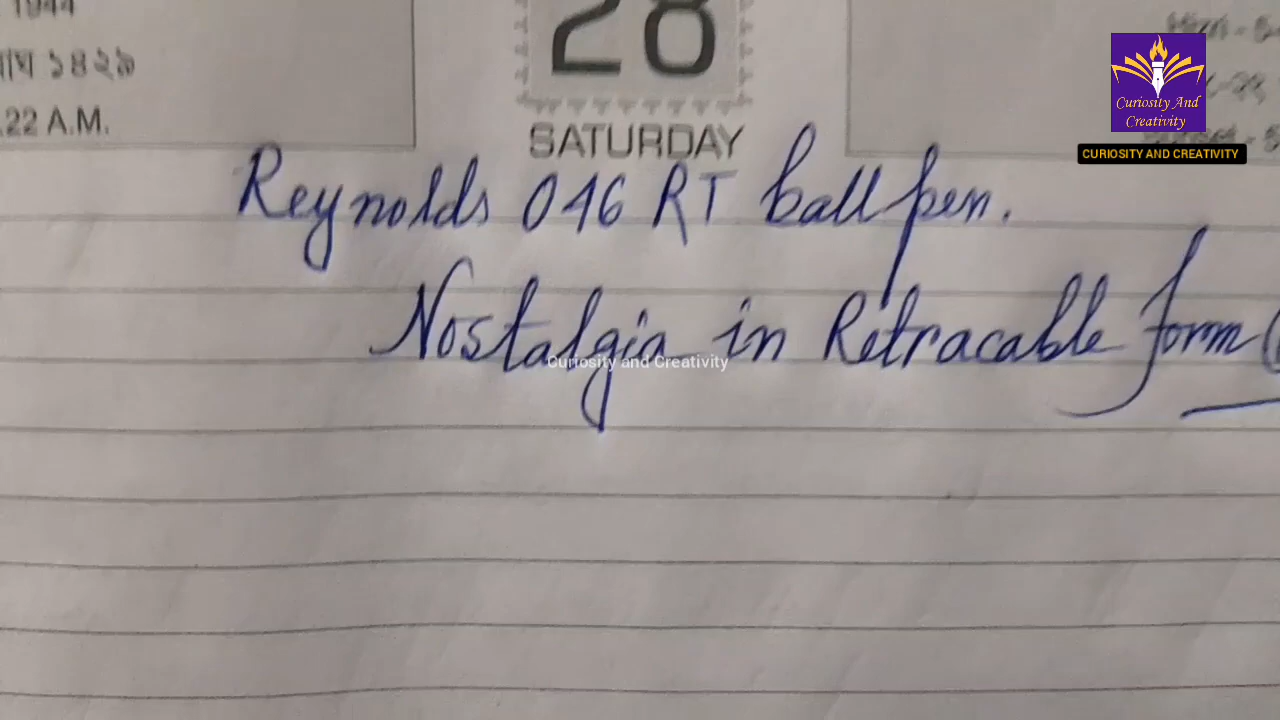 1944
১৪২৯
.22 A.M.
28
SATURDAY
Curiosity And
Creativity
CURIOSITY AND CREATIVITY
Reynolds 046 RT ball pen.
Nostalgia in Retracable form (
Curiosity and Creativity